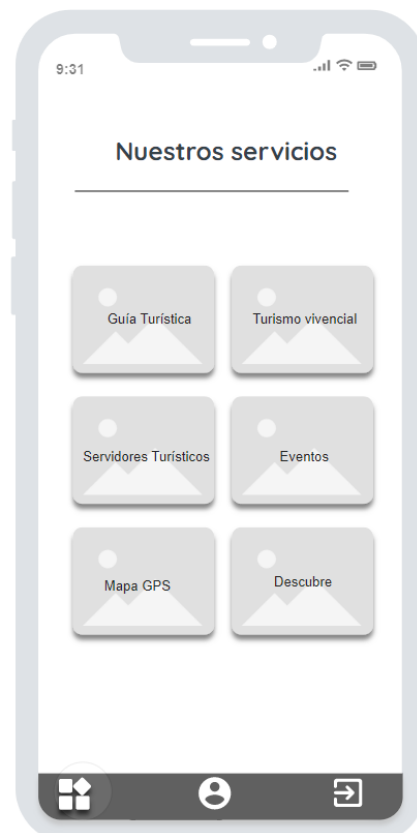 9:31
Nuestros servicios
Guía Turística
Turismo vivencial
Servidores Turísticos
Eventos
Mapa GPS
Descubre